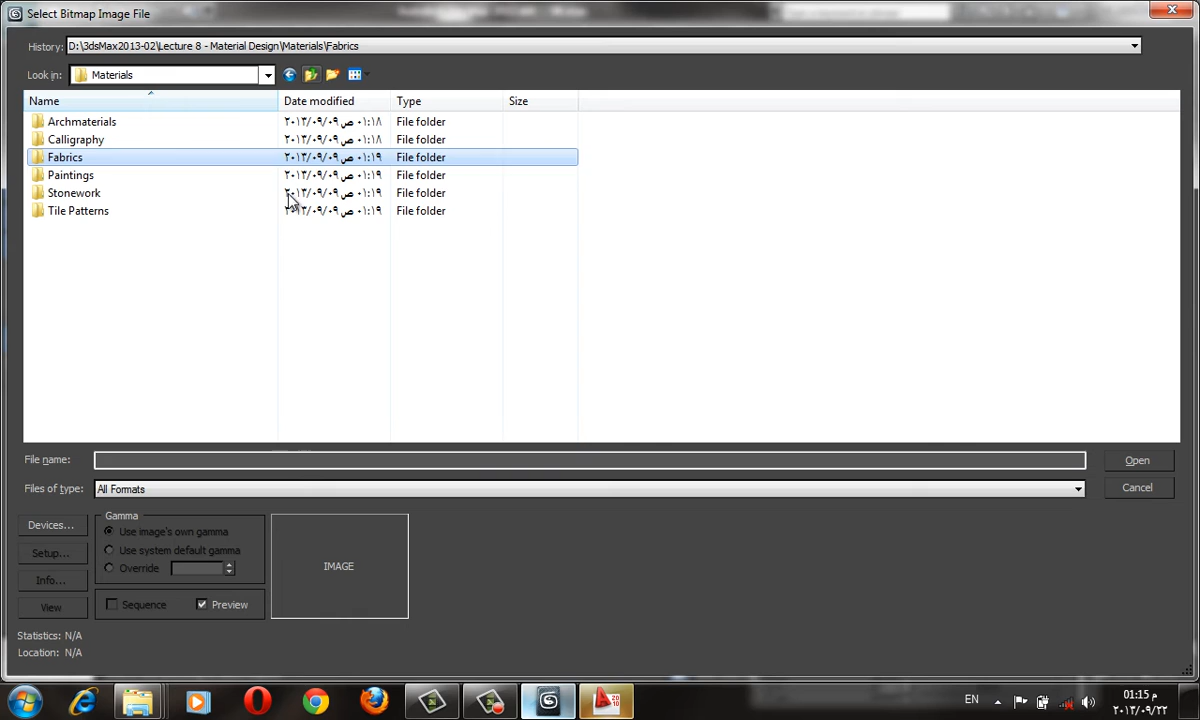 Select Bitmap Image File
History: D:\3dsMax2013-02\Lecture 8 - Material Design\Materials\Fabrics
Look in: Materials
Name Date modified Type Size
Archmaterials ٢٠١٣/٠٩/٠٩ ص ٠١:١٨ File folder
Calligraphy ٢٠١٣/٠٩/٠٩ ص ٠١:١٨ File folder
Fabrics ٢٠١٣/٠٩/٠٩ ص ٠١:١٩ File folder
Paintings ٢٠١٣/٠٩/٠٩ ص ٠١:١٩ File folder
Stonework ٢٠١٣/٠٩/٠٩ ص ٠١:١٩ File folder
Tile Patterns ٢٠١٣/٠٩/٠٩ ص ٠١:١٩ File folder
File name: Open
Files of type: All Formats Cancel
Devices...
Setup...
Info...
View
Gamma
Use image's own gamma
Use system default gamma
Override
Sequence Preview
IMAGE
Statistics: N/A
Location: N/A
EN
01:15 م
٢٠١٣/٠٩/٢٢